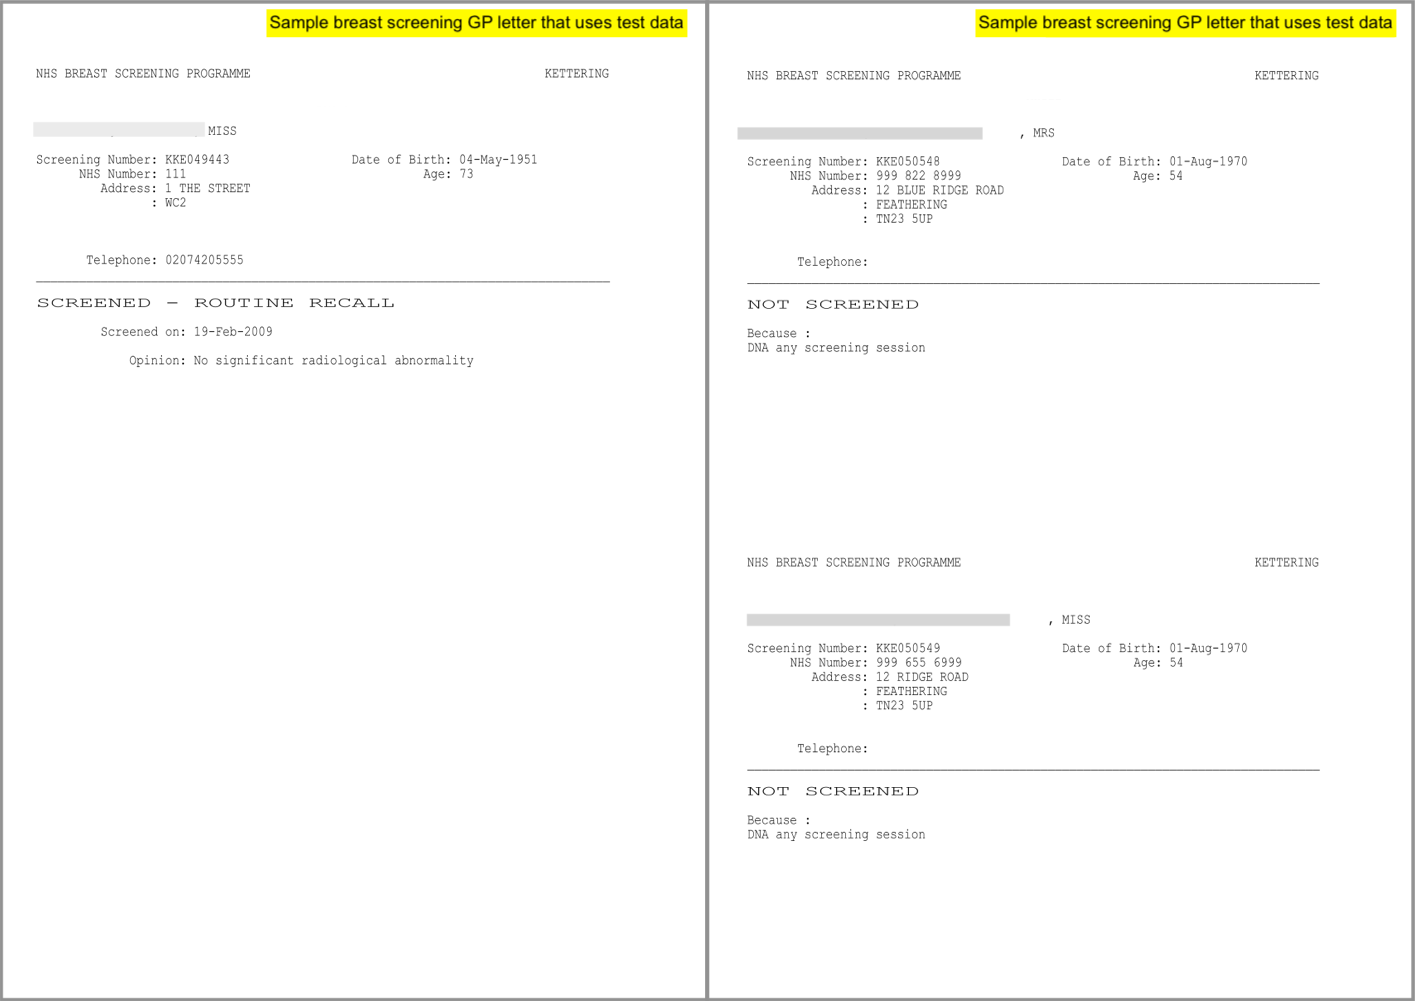 Sample breast screening GP letter that uses test data
NHS BREAST SCREENING PROGRAMME KETTERING
MISS
Screening Number: KKE049443 Date of Birth: 04-May-1951
NHS Number: 111 Age: 73
Address: 1 THE STREET
: WC2
Telephone: 02074205555
SCREENED - ROUTINE RECALL
Screened on: 19-Feb-2009
Opinion: No significant radiological abnormality
Sample breast screening GP letter that uses test data
NHS BREAST SCREENING PROGRAMME KETTERING
, MRS
Screening Number: KKE050548 Date of Birth: 01-Aug-1970
NHS Number: 999 822 8999 Age: 54
Address: 12 BLUE RIDGE ROAD
: FEATHERING
: TN23 5UP
Telephone:
NOT SCREENED
Because :
DNA any screening session
NHS BREAST SCREENING PROGRAMME KETTERING
, MISS
Screening Number: KKE050549 Date of Birth: 01-Aug-1970
NHS Number: 999 655 6999 Age: 54
Address: 12 RIDGE ROAD
: FEATHERING
: TN23 5UP
Telephone:
NOT SCREENED
Because :
DNA any screening session